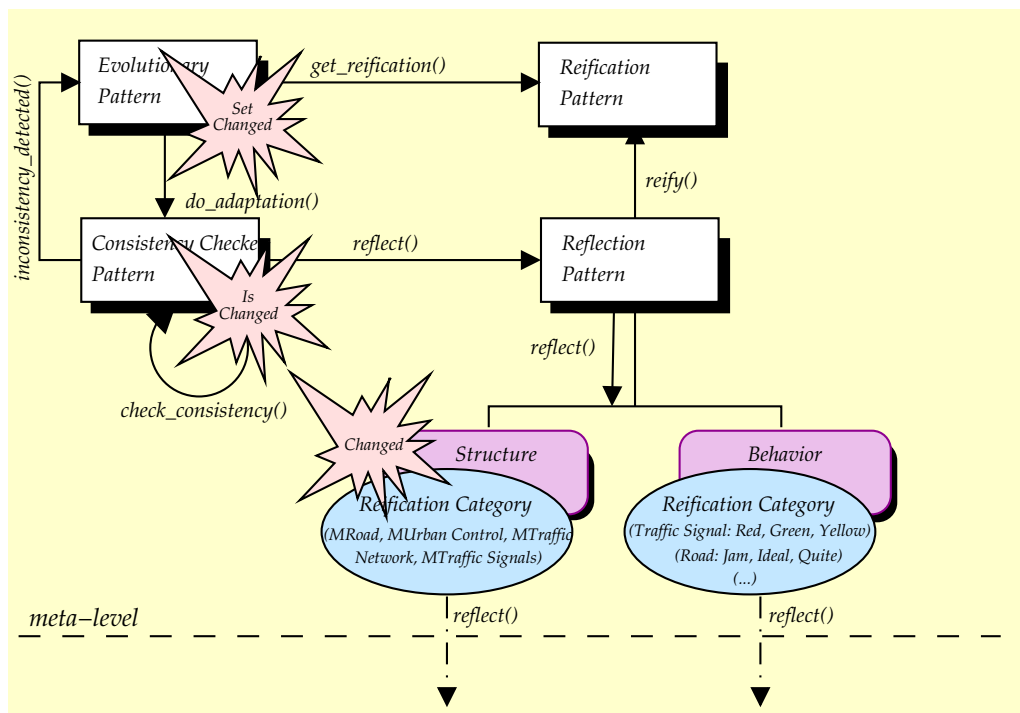 Evolutionary
Pattern
Set
Changed
get_reification()
Reification
Pattern
inconsistency_detected()
do_adaptation()
reify()
Consistency Checke
Pattern
Is
Changed
reflect()
Reflection
Pattern
reflect()
check_consistency()
Changed
Structure
Behavior
Reification Category
(MRoad, MUrban Control, MTraffic
Network, MTraffic Signals)
Reification Category
(Traffic Signal: Red, Green, Yellow)
(Road: Jam, Ideal, Quite)
(...)
reflect()
reflect()
meta-level